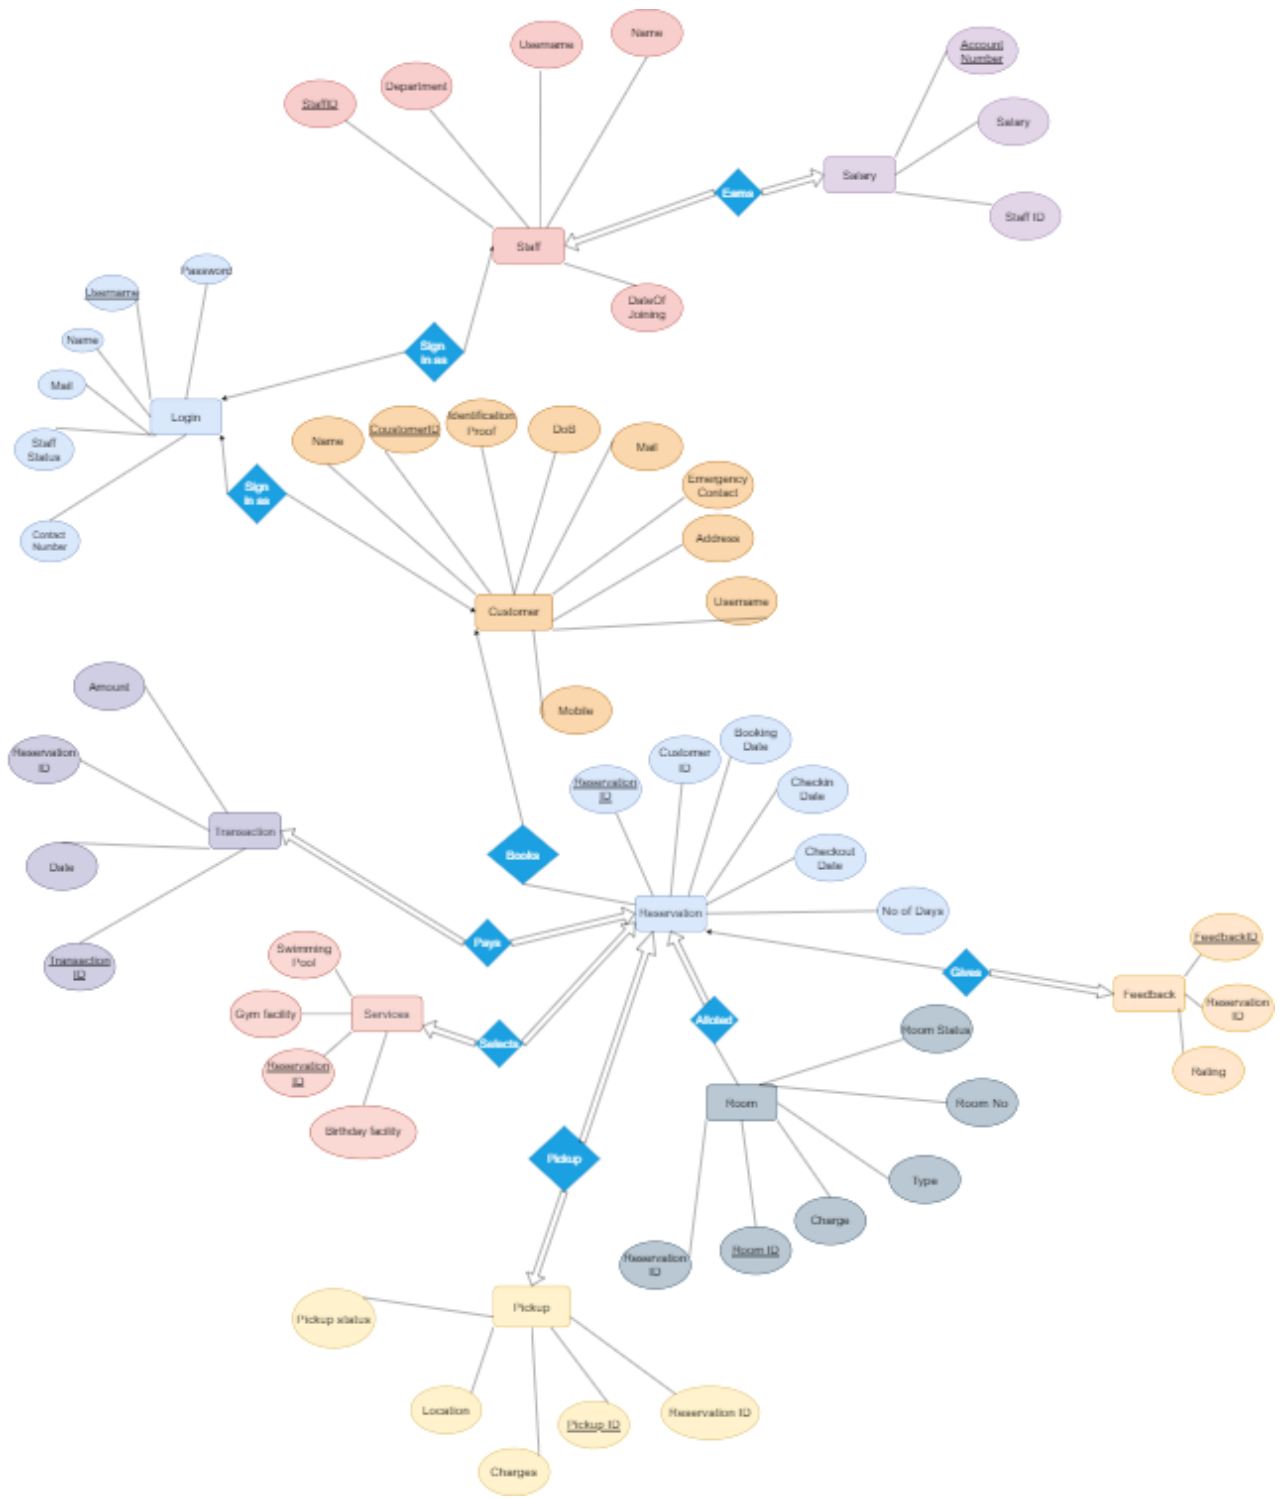 Name
Username
Account
Number
Department
StaffID
Salary
Salary
Earns
Staff ID
Staff
Password
Username
DateOf
Joining
Name
Sign
In as
Mail
Login
Identification
Proof
CoustomerID
DoB
Name
Mail
Staff
Status
Emergency
Contact
Sign
In as
Contact
Number
Address
Username
Customer
Amount
Mobile
Booking
Date
Customer
ID
Reservation
ID
Reservation
ID
Checkin
Date
Transaction
Books
Checkout
Date
Date
Reservation
No of Days
FeedbackID
Pays
Swimming
Pool
Transaction
ID
Gives
Feedback
Reservation
ID
Gym facility
Services
Alloted
Room Status
Selects
Reservation
ID
Rating
Room
Room No
Birthday facility
Pickup
Type
Charge
Room ID
Reservation
ID
Pickup
Pickup status
Location
Reservation ID
Pickup ID
Charges